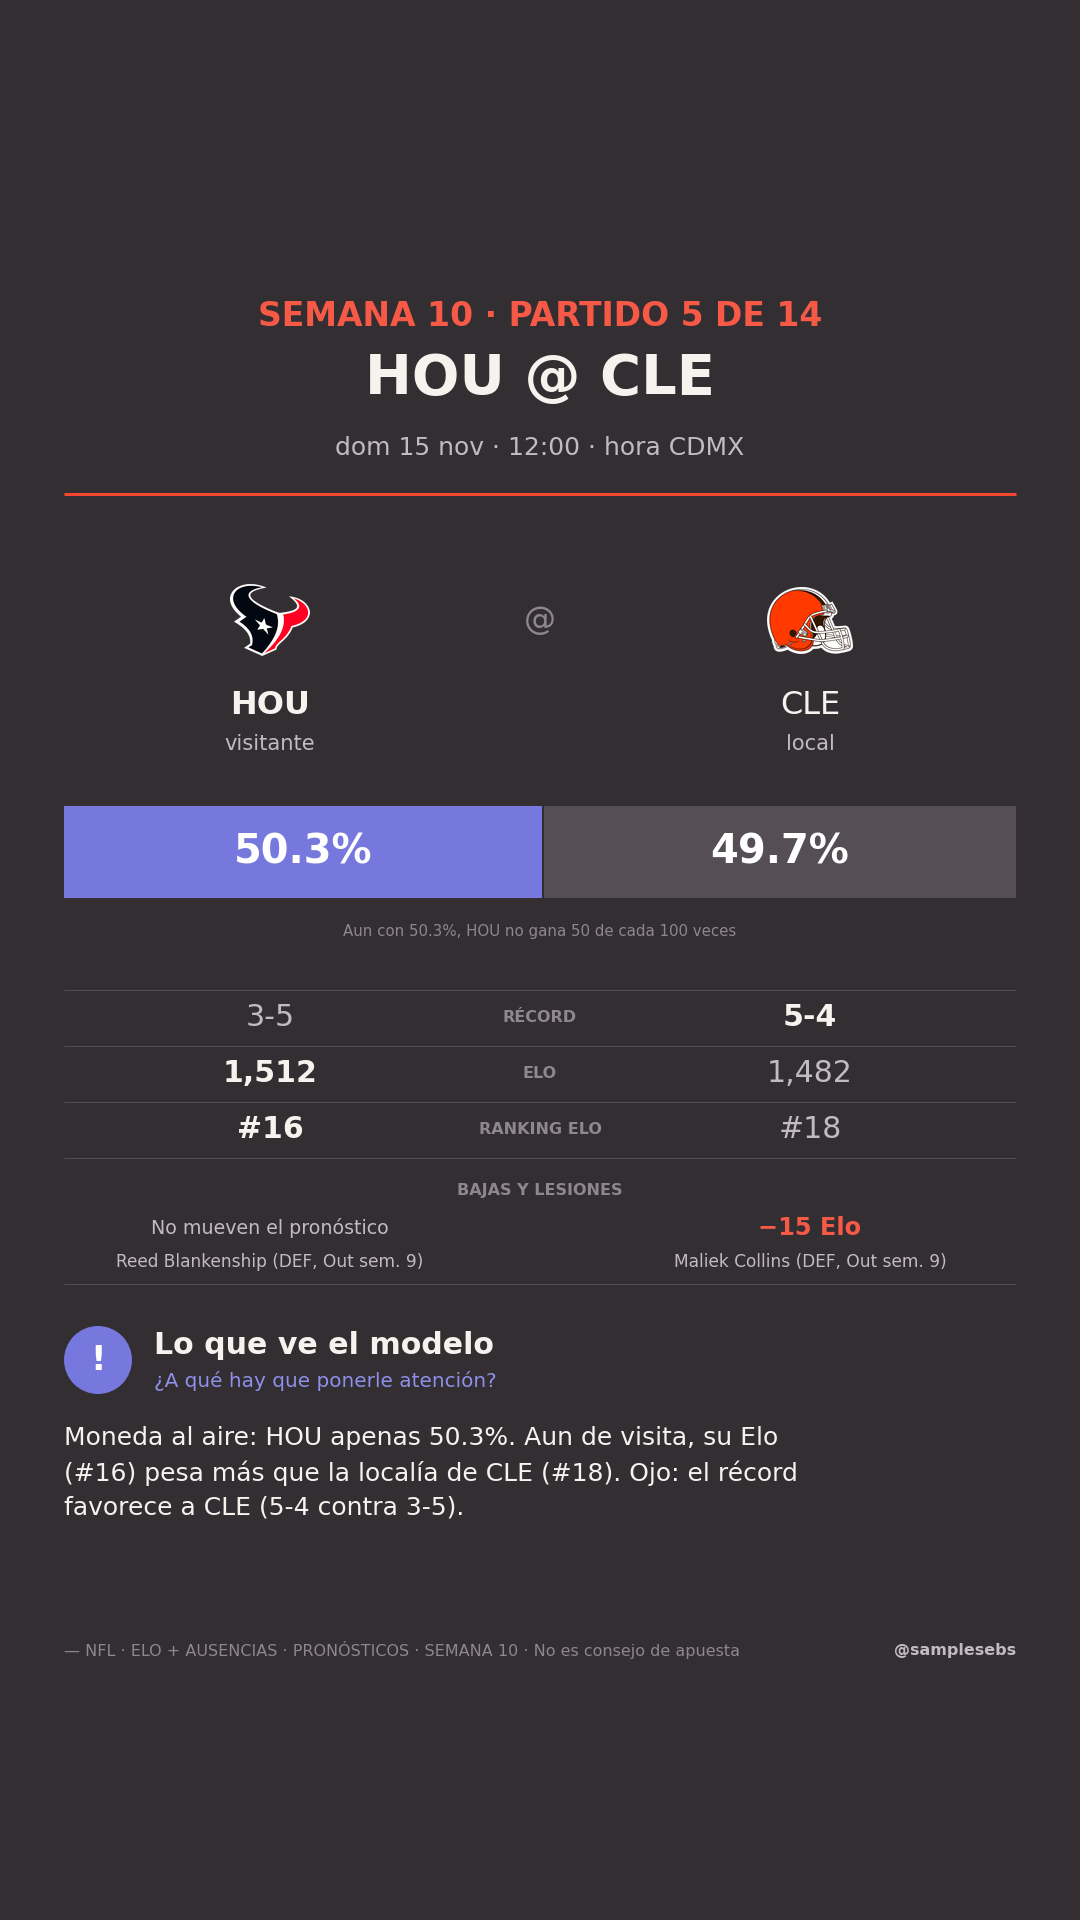 SEMANA 10 · PARTIDO 5 DE 14
HOU @ CLE
dom 15 nov · 12:00 · hora CDMX
@
HOU
CLE
visitante
local
50.3%
49.7%
Aun con 50.3%, HOU no gana 50 de cada 100 veces
3-5
RÉCORD
5-4
1,512
ELO
1,482
#16
RANKING ELO
#18
BAJAS Y LESIONES
No mueven el pronóstico
−15 Elo
Reed Blankenship (DEF, Out sem. 9)
Maliek Collins (DEF, Out sem. 9)
!
Lo que ve el modelo
¿A qué hay que ponerle atención?
Moneda al aire: HOU apenas 50.3%. Aun de visita, su Elo
(#16) pesa más que la localía de CLE (#18). Ojo: el récord
favorece a CLE (5-4 contra 3-5).
— NFL · ELO + AUSENCIAS · PRONÓSTICOS · SEMANA 10 · No es consejo de apuesta
@samplesebs